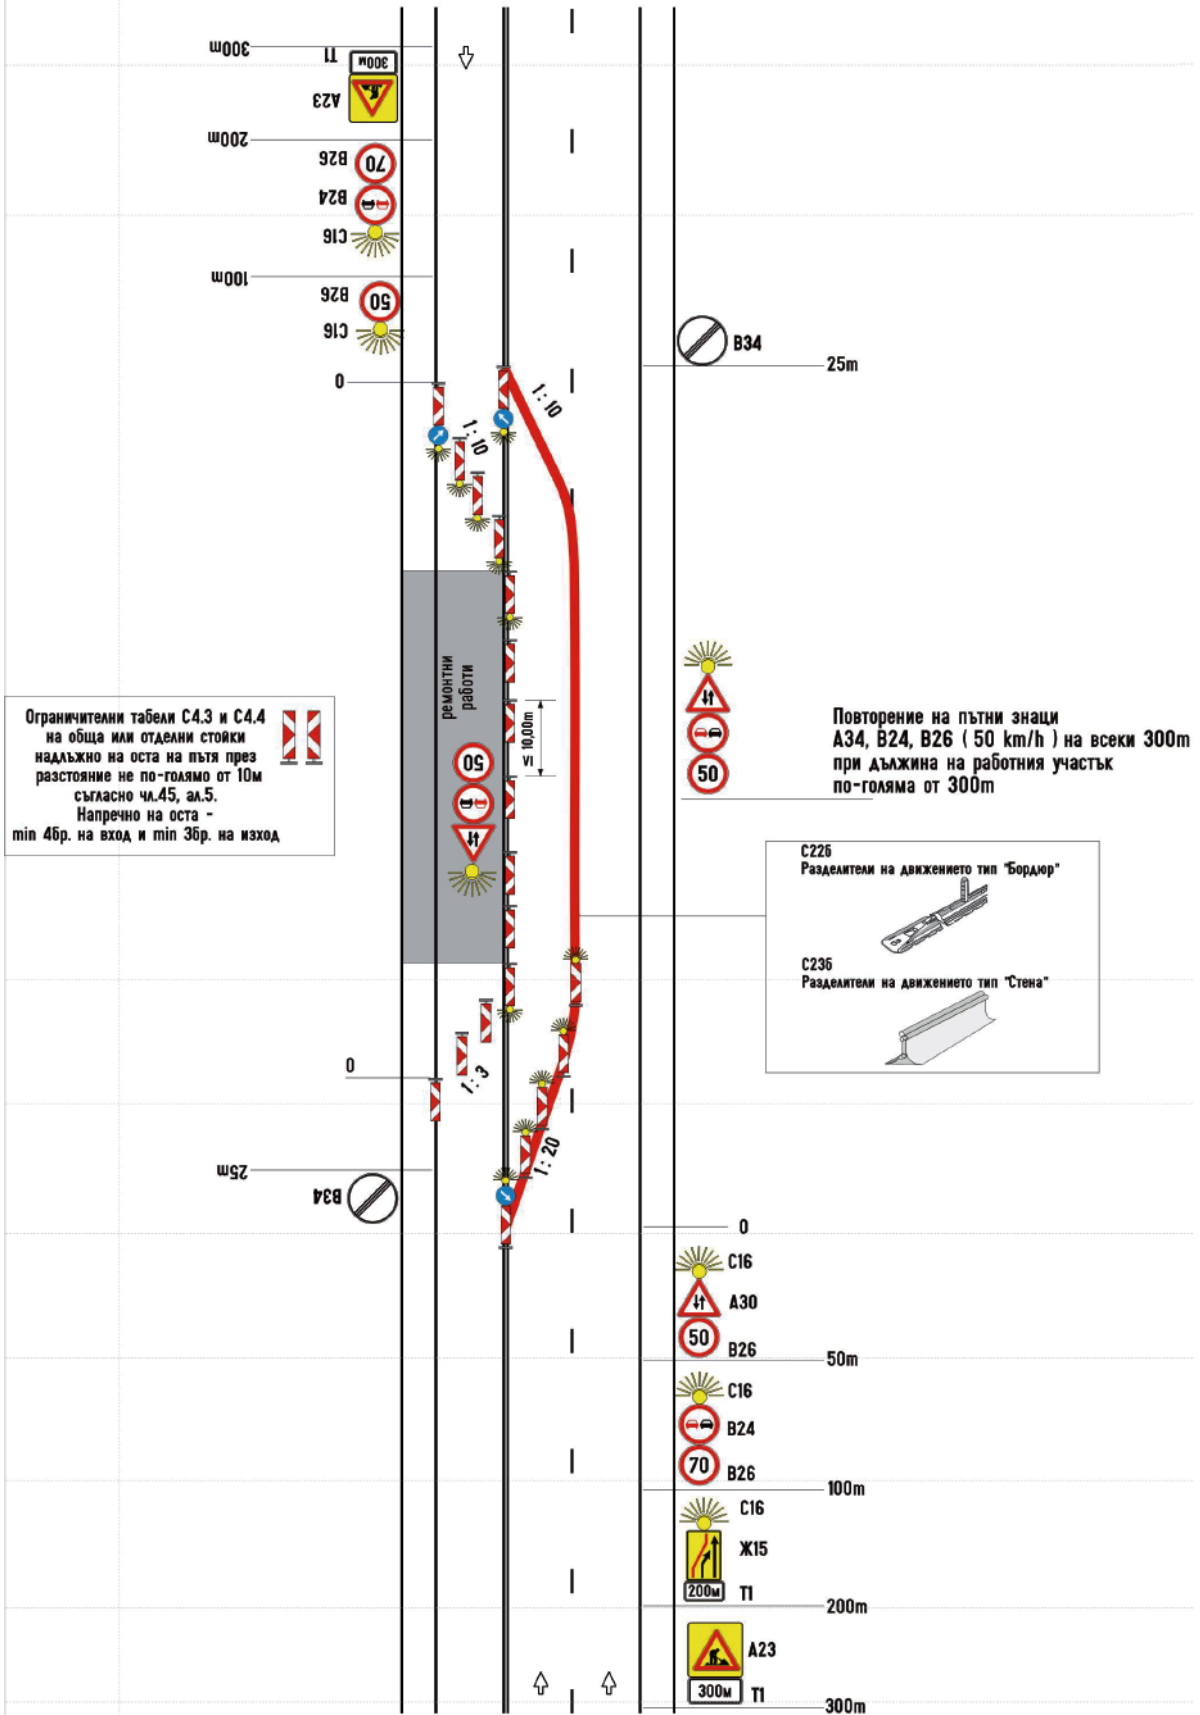 300m
T1
300м
A23
200m
B26
70
B24
C16
100m
B26
50
C16
0
B34
25m
1:10
1:10
ремонтни
работи
10,00m
VI
50
Ограничителни табели С4.3 и С4.4
на обща или отделни стойки
надлъжно на оста на пътя през
разстояние не по-голямо от 10м
съгласно чл.45, ал.5.
Напречно на оста -
min 4бр. на вход и min 3бр. на изход
50
Повторение на пътни знаци
А34, В24, В26 ( 50 km/h ) на всеки 300m
при дължина на работния участък
по-голяма от 300m
С22б
Разделители на движението тип "Бордюр"
С23б
Разделители на движението тип "Стена"
0
1:3
1:20
25m
B34
0
C16
A30
50
B26
50m
C16
B24
70
B26
100m
C16
Ж15
200м
T1
200m
A23
300м
T1
300m